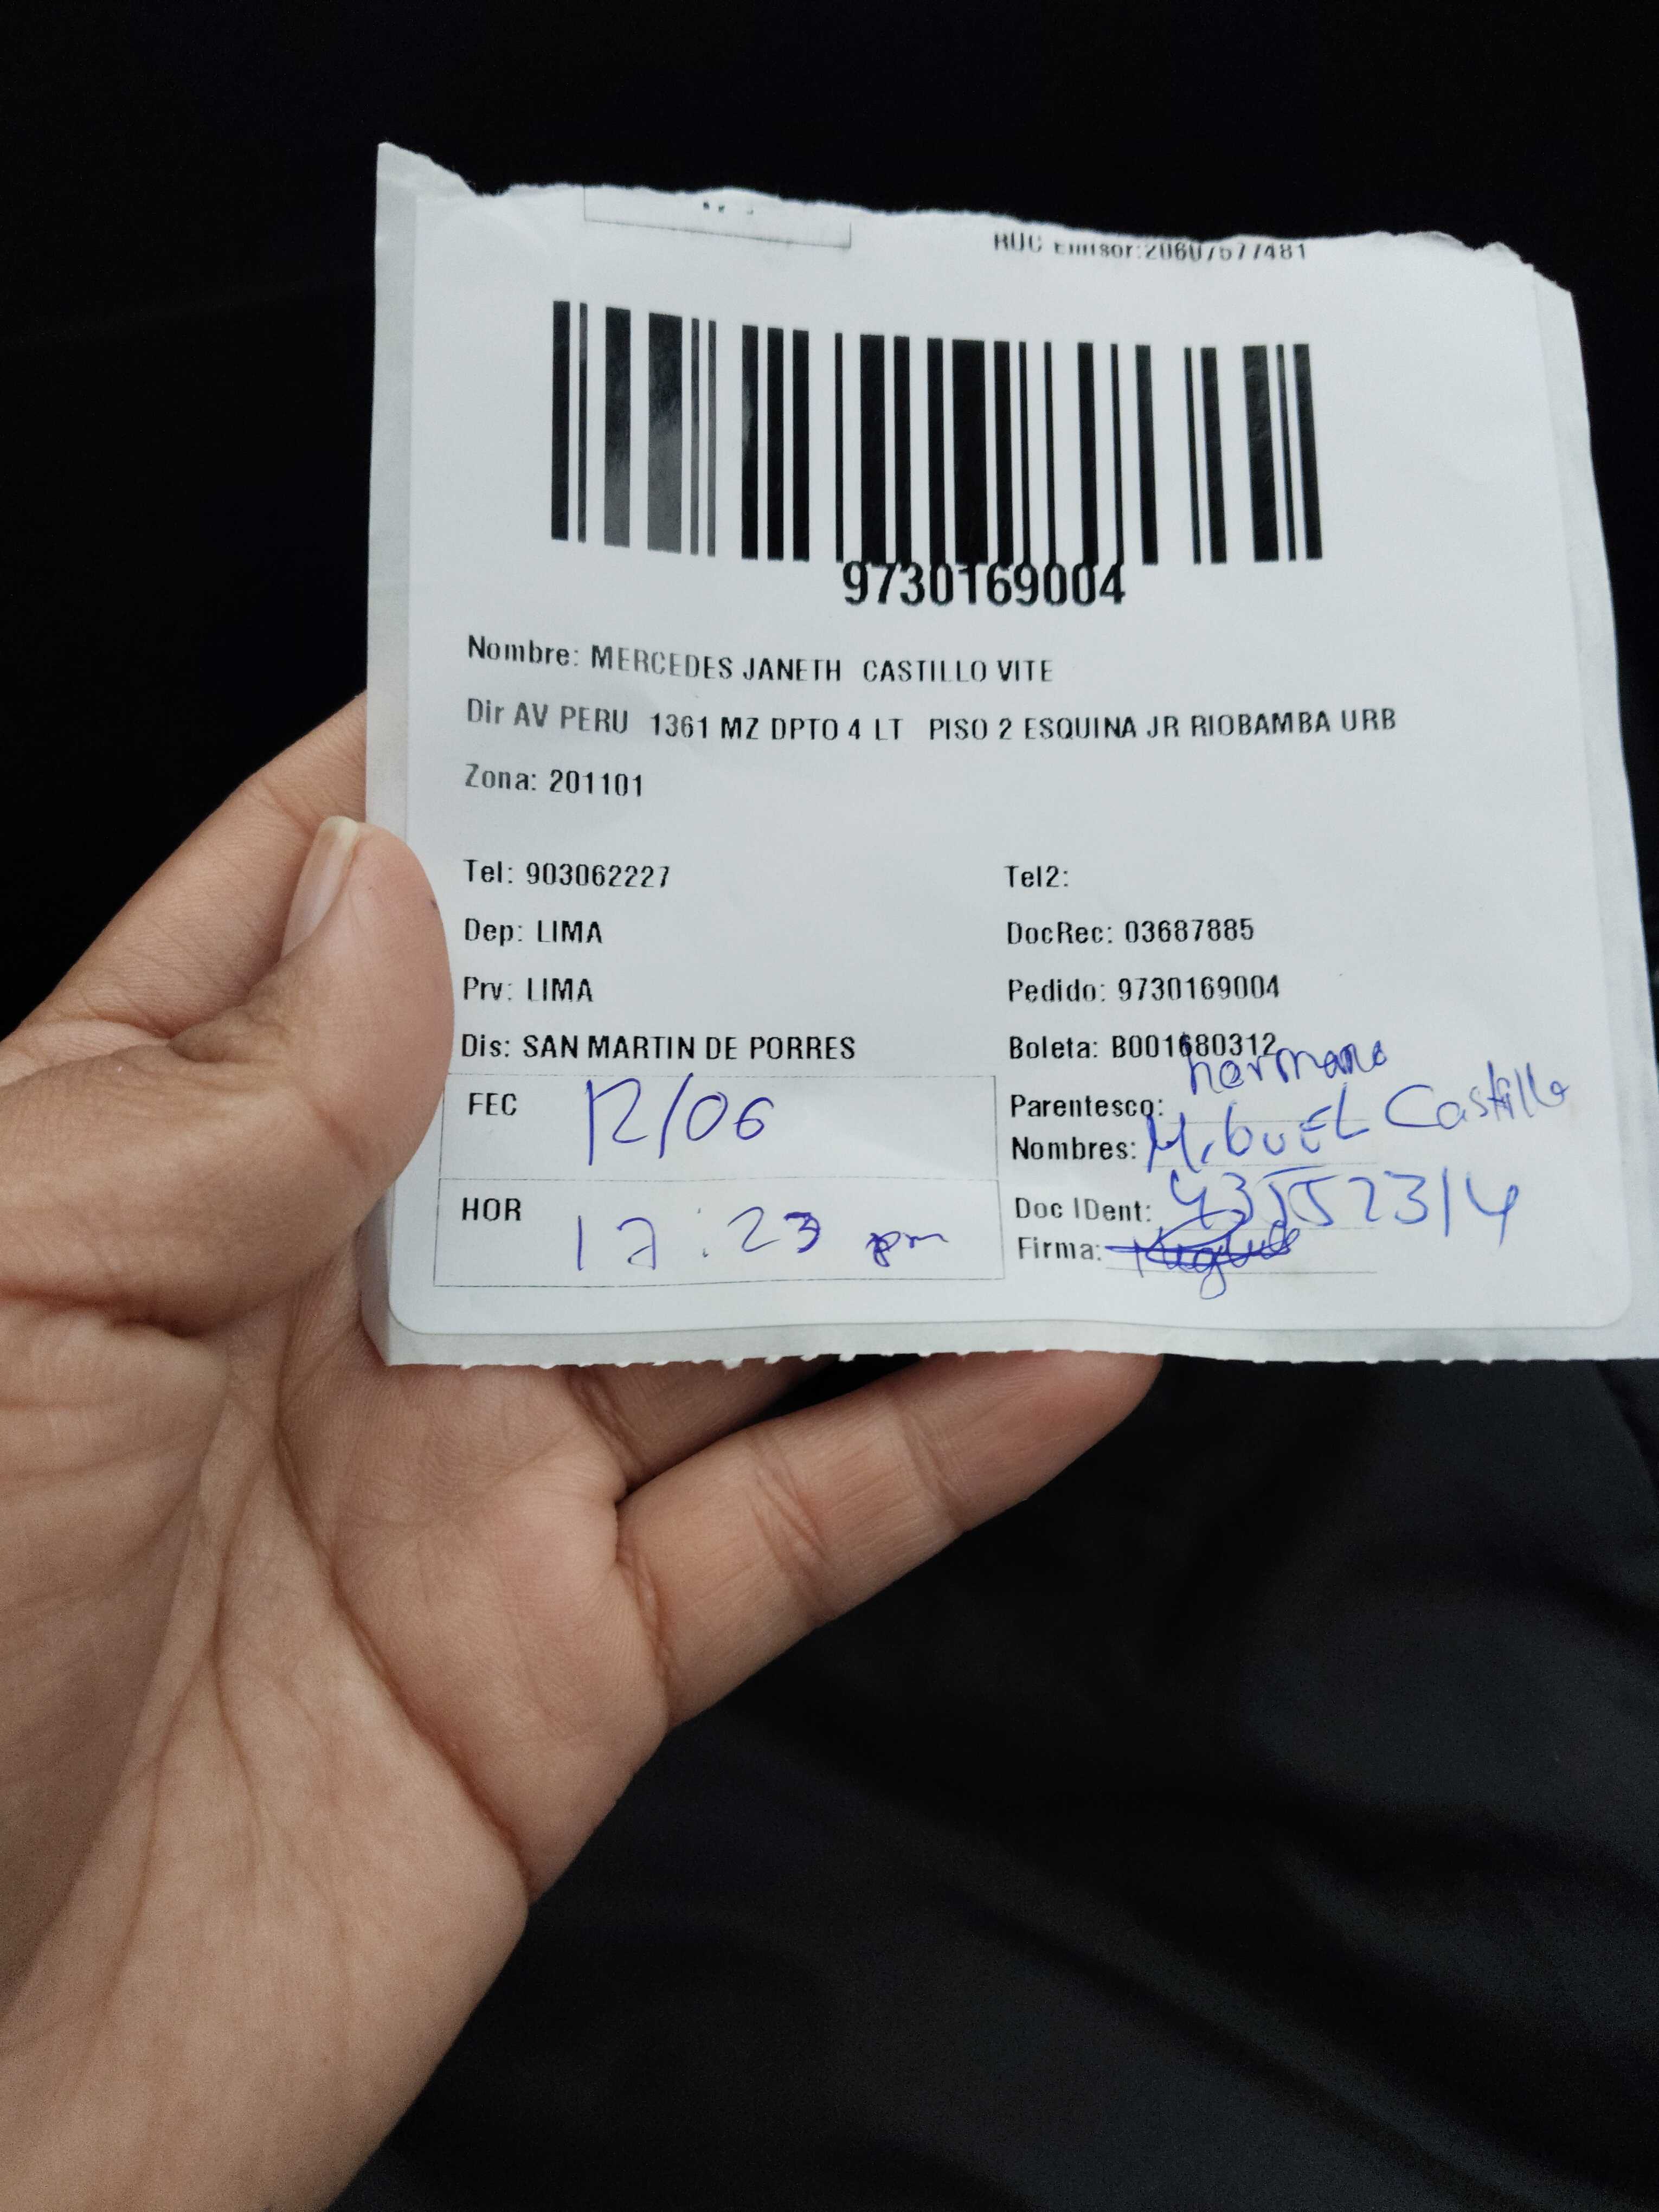 RUC Emisor:20607577481
9730169004
Nombre: MERCEDES JANETH CASTILLO VITE
Dir AV PERU 1361 MZ DPTO 4 LT PISO 2 ESQUINA JR RIOBAMBA URB
Zona: 201101
Tel: 903062227 Tel2:
Dep: LIMA DocRec: 03687885
Prv: LIMA Pedido: 9730169004
Dis: SAN MARTIN DE PORRES Boleta: B001680312
FEC 12/06 Parentesco: hermano
Nombres: MiGuEL Castillo
HOR 12:23 pm Doc IDent:
Firma: